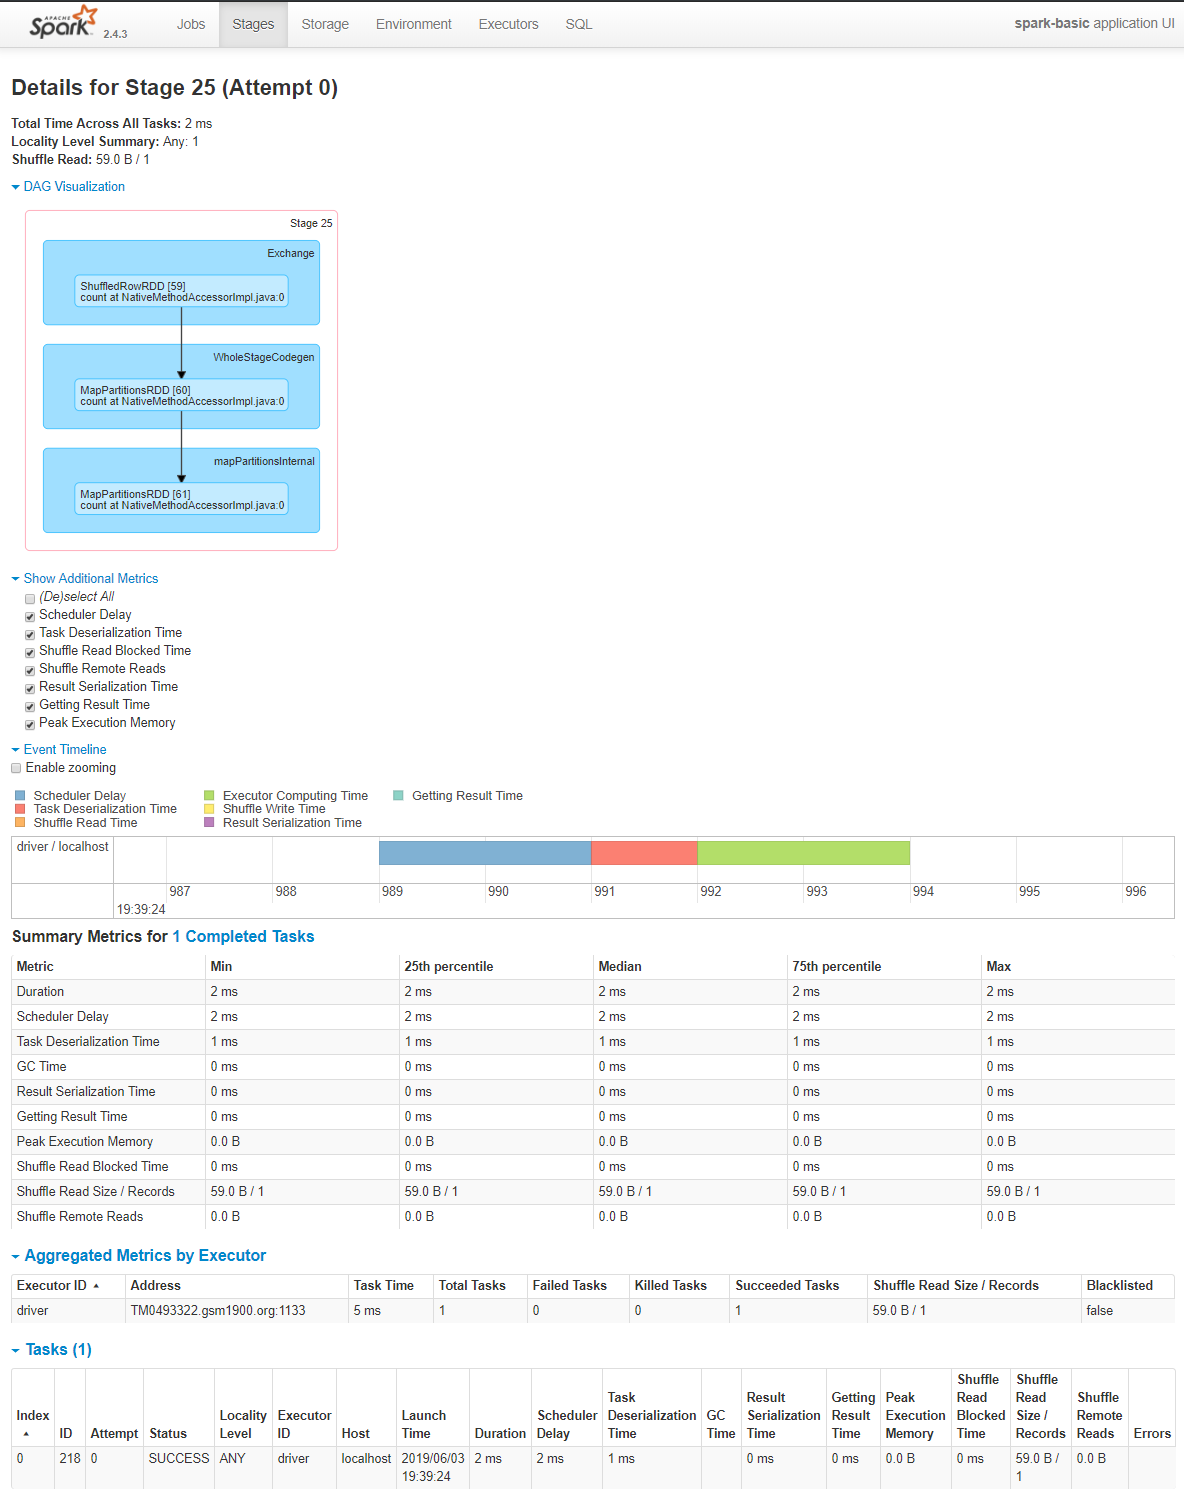 APACHE
Spark 2.4.3 Jobs Stages Storage Environment Executors SQL spark-basic application UI
Details for Stage 25 (Attempt 0)
Total Time Across All Tasks: 2 ms
Locality Level Summary: Any: 1
Shuffle Read: 59.0 B / 1
DAG Visualization
Stage 25
Exchange
ShuffledRowRDD [59]
count at NativeMethodAccessorImpl.java:0
WholeStageCodegen
MapPartitionsRDD [60]
count at NativeMethodAccessorImpl.java:0
mapPartitionsInternal
MapPartitionsRDD [61]
count at NativeMethodAccessorImpl.java:0
Show Additional Metrics
(De)select All
Scheduler Delay
Task Deserialization Time
Shuffle Read Blocked Time
Shuffle Remote Reads
Result Serialization Time
Getting Result Time
Peak Execution Memory
Event Timeline
Enable zooming
Scheduler Delay Executor Computing Time Getting Result Time
Task Deserialization Time Shuffle Write Time
Shuffle Read Time Result Serialization Time
driver / localhost
987 988 989 990 991 992 993 994 995 996
19:39:24
Summary Metrics for 1 Completed Tasks
Metric Min 25th percentile Median 75th percentile Max
Duration 2 ms 2 ms 2 ms 2 ms 2 ms
Scheduler Delay 2 ms 2 ms 2 ms 2 ms 2 ms
Task Deserialization Time 1 ms 1 ms 1 ms 1 ms 1 ms
GC Time 0 ms 0 ms 0 ms 0 ms 0 ms
Result Serialization Time 0 ms 0 ms 0 ms 0 ms 0 ms
Getting Result Time 0 ms 0 ms 0 ms 0 ms 0 ms
Peak Execution Memory 0.0 B 0.0 B 0.0 B 0.0 B 0.0 B
Shuffle Read Blocked Time 0 ms 0 ms 0 ms 0 ms 0 ms
Shuffle Read Size / Records 59.0 B / 1 59.0 B / 1 59.0 B / 1 59.0 B / 1 59.0 B / 1
Shuffle Remote Reads 0.0 B 0.0 B 0.0 B 0.0 B 0.0 B
Aggregated Metrics by Executor
Executor ID Address Task Time Total Tasks Failed Tasks Killed Tasks Succeeded Tasks Shuffle Read Size / Records Blacklisted
driver TM0493322.gsm1900.org:1133 5 ms 1 0 0 1 59.0 B / 1 false
Tasks (1)
Shuffle Shuffle
Task Result Getting Peak Read Read Shuffle
Index Locality Executor Launch Scheduler Deserialization GC Serialization Result Execution Blocked Size / Remote
ID Attempt Status Level ID Host Time Duration Delay Time Time Time Time Memory Time Records Reads Errors
0 218 0 SUCCESS ANY driver localhost 2019/06/03 2 ms 2 ms 1 ms 0 ms 0 ms 0.0 B 0 ms 59.0 B / 0.0 B
19:39:24 1